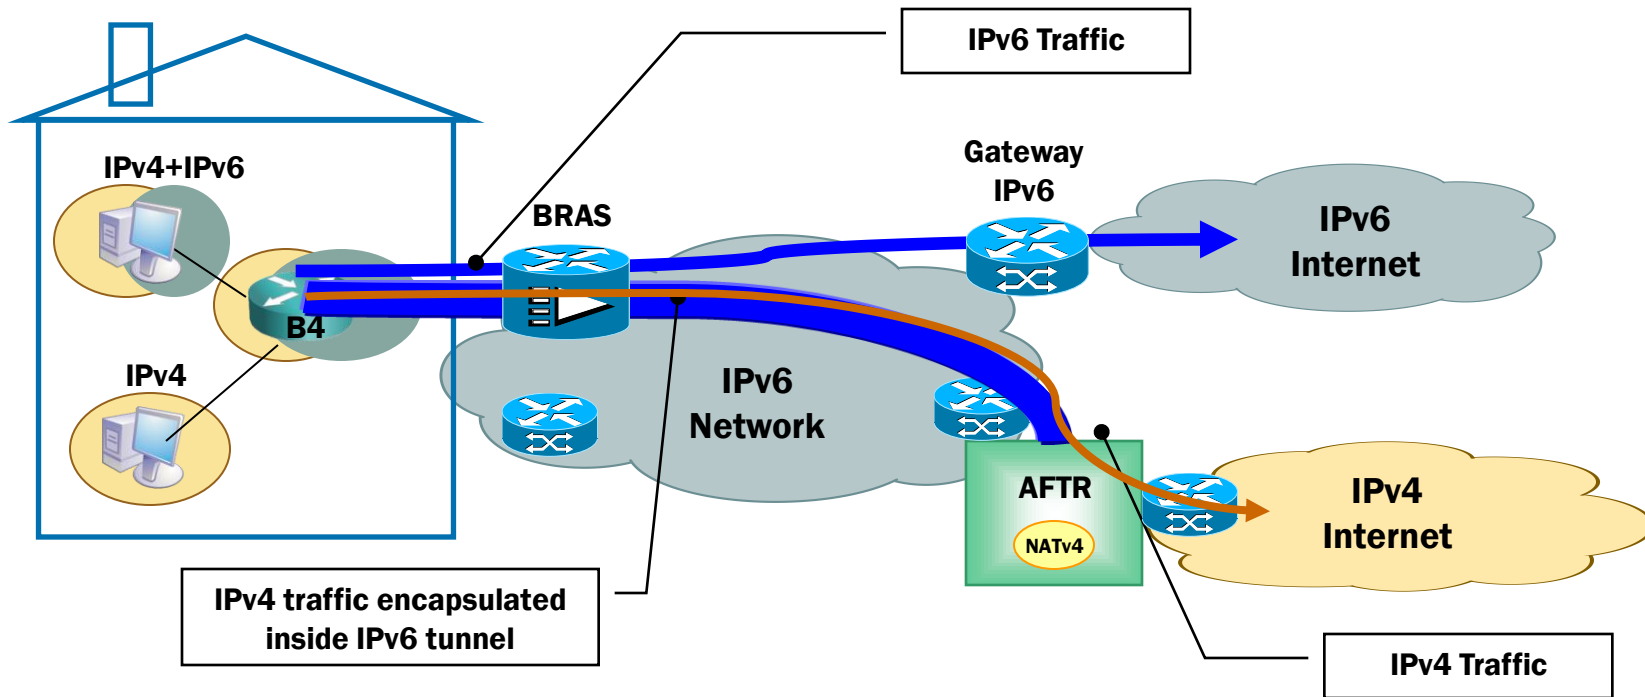 IPv6 Traffic
IPv4+IPv6
BRAS
Gateway
IPv6
IPv6
Internet
B4
IPv4
IPv6
Network
AFTR
NATv4
IPv4
Internet
IPv4 traffic encapsulated
inside IPv6 tunnel
IPv4 Traffic